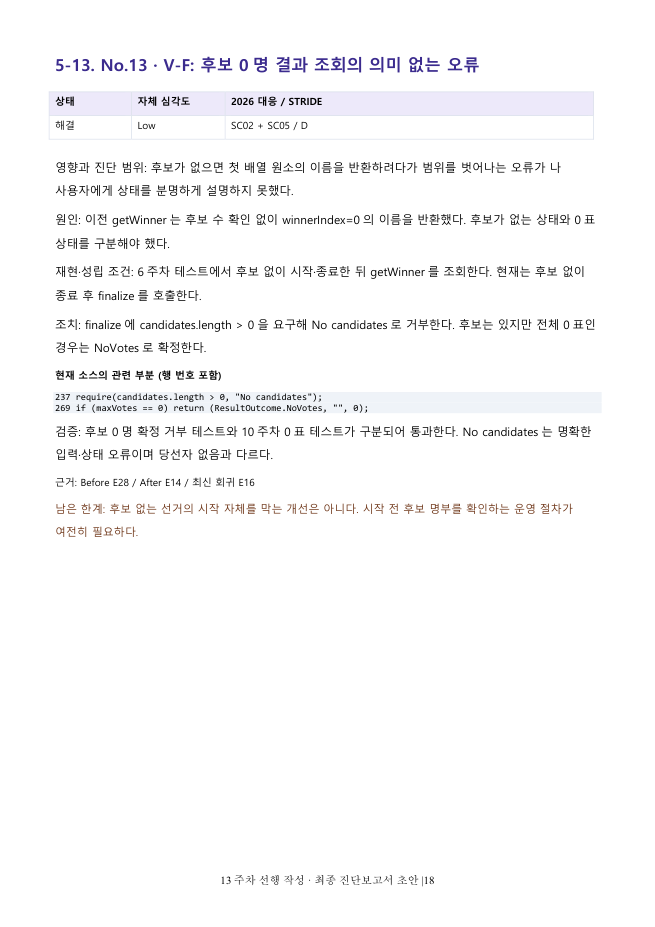 5-13. No.13 · V-F: 후보 0 명 결과 조회의 의미 없는 오류
상태 자체 심각도 2026 대응 / STRIDE
해결 Low SC02 + SC05 / D
영향과 진단 범위: 후보가 없으면 첫 배열 원소의 이름을 반환하려다가 범위를 벗어나는 오류가 나
사용자에게 상태를 분명하게 설명하지 못했다.
원인: 이전 getWinner 는 후보 수 확인 없이 winnerIndex=0 의 이름을 반환했다. 후보가 없는 상태와 0 표
상태를 구분해야 했다.
재현·성립 조건: 6 주차 테스트에서 후보 없이 시작·종료한 뒤 getWinner 를 조회한다. 현재는 후보 없이
종료 후 finalize 를 호출한다.
조치: finalize 에 candidates.length > 0 을 요구해 No candidates 로 거부한다. 후보는 있지만 전체 0 표인
경우는 NoVotes 로 확정한다.
현재 소스의 관련 부분 (행 번호 포함)
237 require(candidates.length > 0, "No candidates");
269 if (maxVotes == 0) return (ResultOutcome.NoVotes, "", 0);
검증: 후보 0 명 확정 거부 테스트와 10 주차 0 표 테스트가 구분되어 통과한다. No candidates 는 명확한
입력·상태 오류이며 당선자 없음과 다르다.
근거: Before E28 / After E14 / 최신 회귀 E16
남은 한계: 후보 없는 선거의 시작 자체를 막는 개선은 아니다. 시작 전 후보 명부를 확인하는 운영 절차가
여전히 필요하다.
13 주차 선행 작성 · 최종 진단보고서 초안 |18